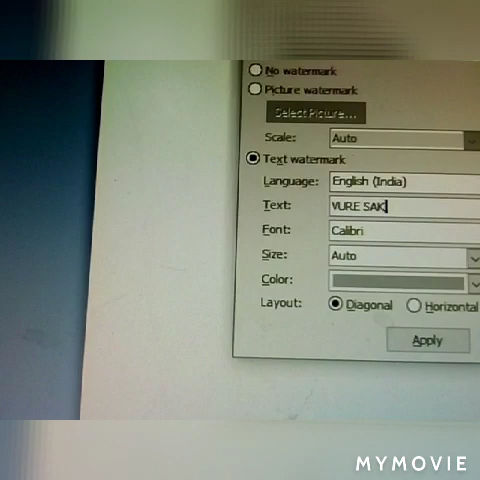 No watermark
Picture watermark
Select Picture...
Scale: Auto
Text watermark
Language: English (India)
Text: VURE SAK
Font: Calibri
Size: Auto
Color:
Layout: Diagonal Horizontal
Apply
MYMOVIE